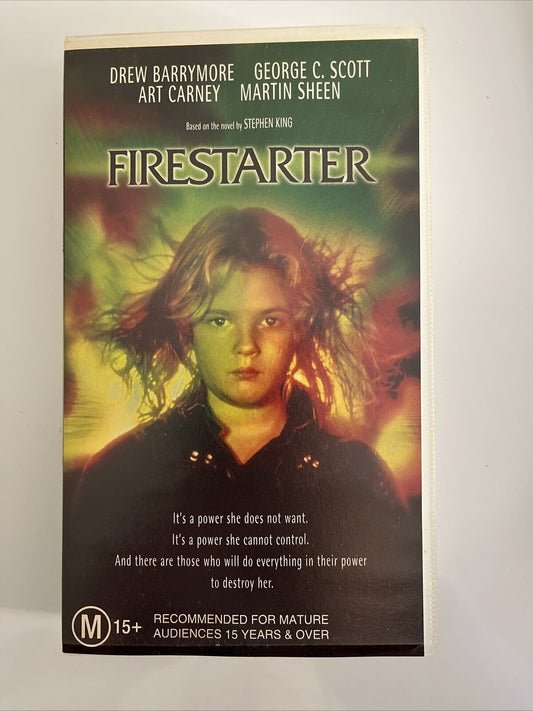 DREW BARRYMORE GEORGE C. SCOTT
ART CARNEY MARTIN SHEEN
Based on the novel by STEPHEN KING
FIRESTARTER
It's a power she does not want.
It's a power she cannot control.
And there are those who will do everything in their power
to destroy her.
M 15+ RECOMMENDED FOR MATURE
AUDIENCES 15 YEARS & OVER